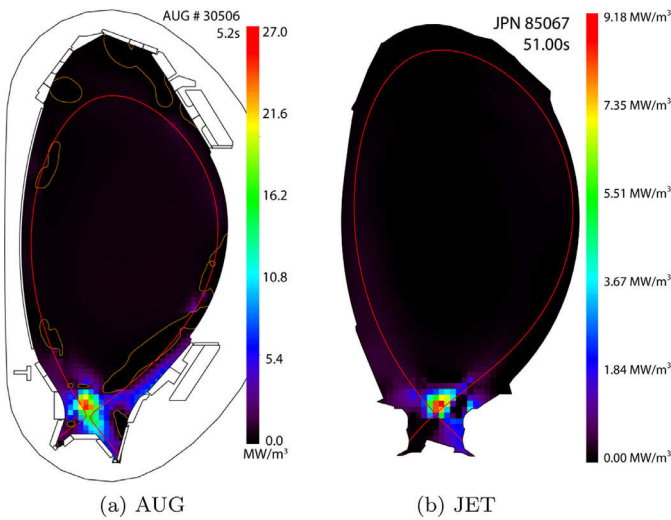 AUG # 30506
5.2s
27.0
21.6
16.2
10.8
5.4
0.0
MW/m³
(a) AUG
JPN 85067
51.00s
9.18 MW/m³
7.35 MW/m³
5.51 MW/m³
3.67 MW/m³
1.84 MW/m³
0.00 MW/m³
(b) JET